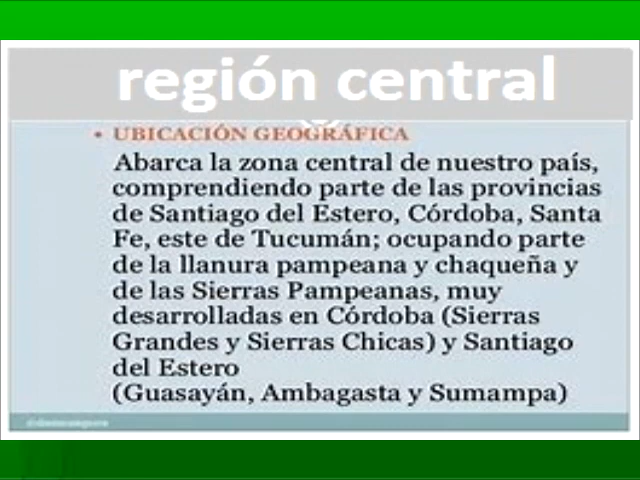 región central
• UBICACIÓN GEOGRÁFICA
Abarca la zona central de nuestro país,
comprendiendo parte de las provincias
de Santiago del Estero, Córdoba, Santa
Fe, este de Tucumán; ocupando parte
de la llanura pampeana y chaqueña y
de las Sierras Pampeanas, muy
desarrolladas en Córdoba (Sierras
Grandes y Sierras Chicas) y Santiago
del Estero
(Guasayán, Ambagasta y Sumampa)